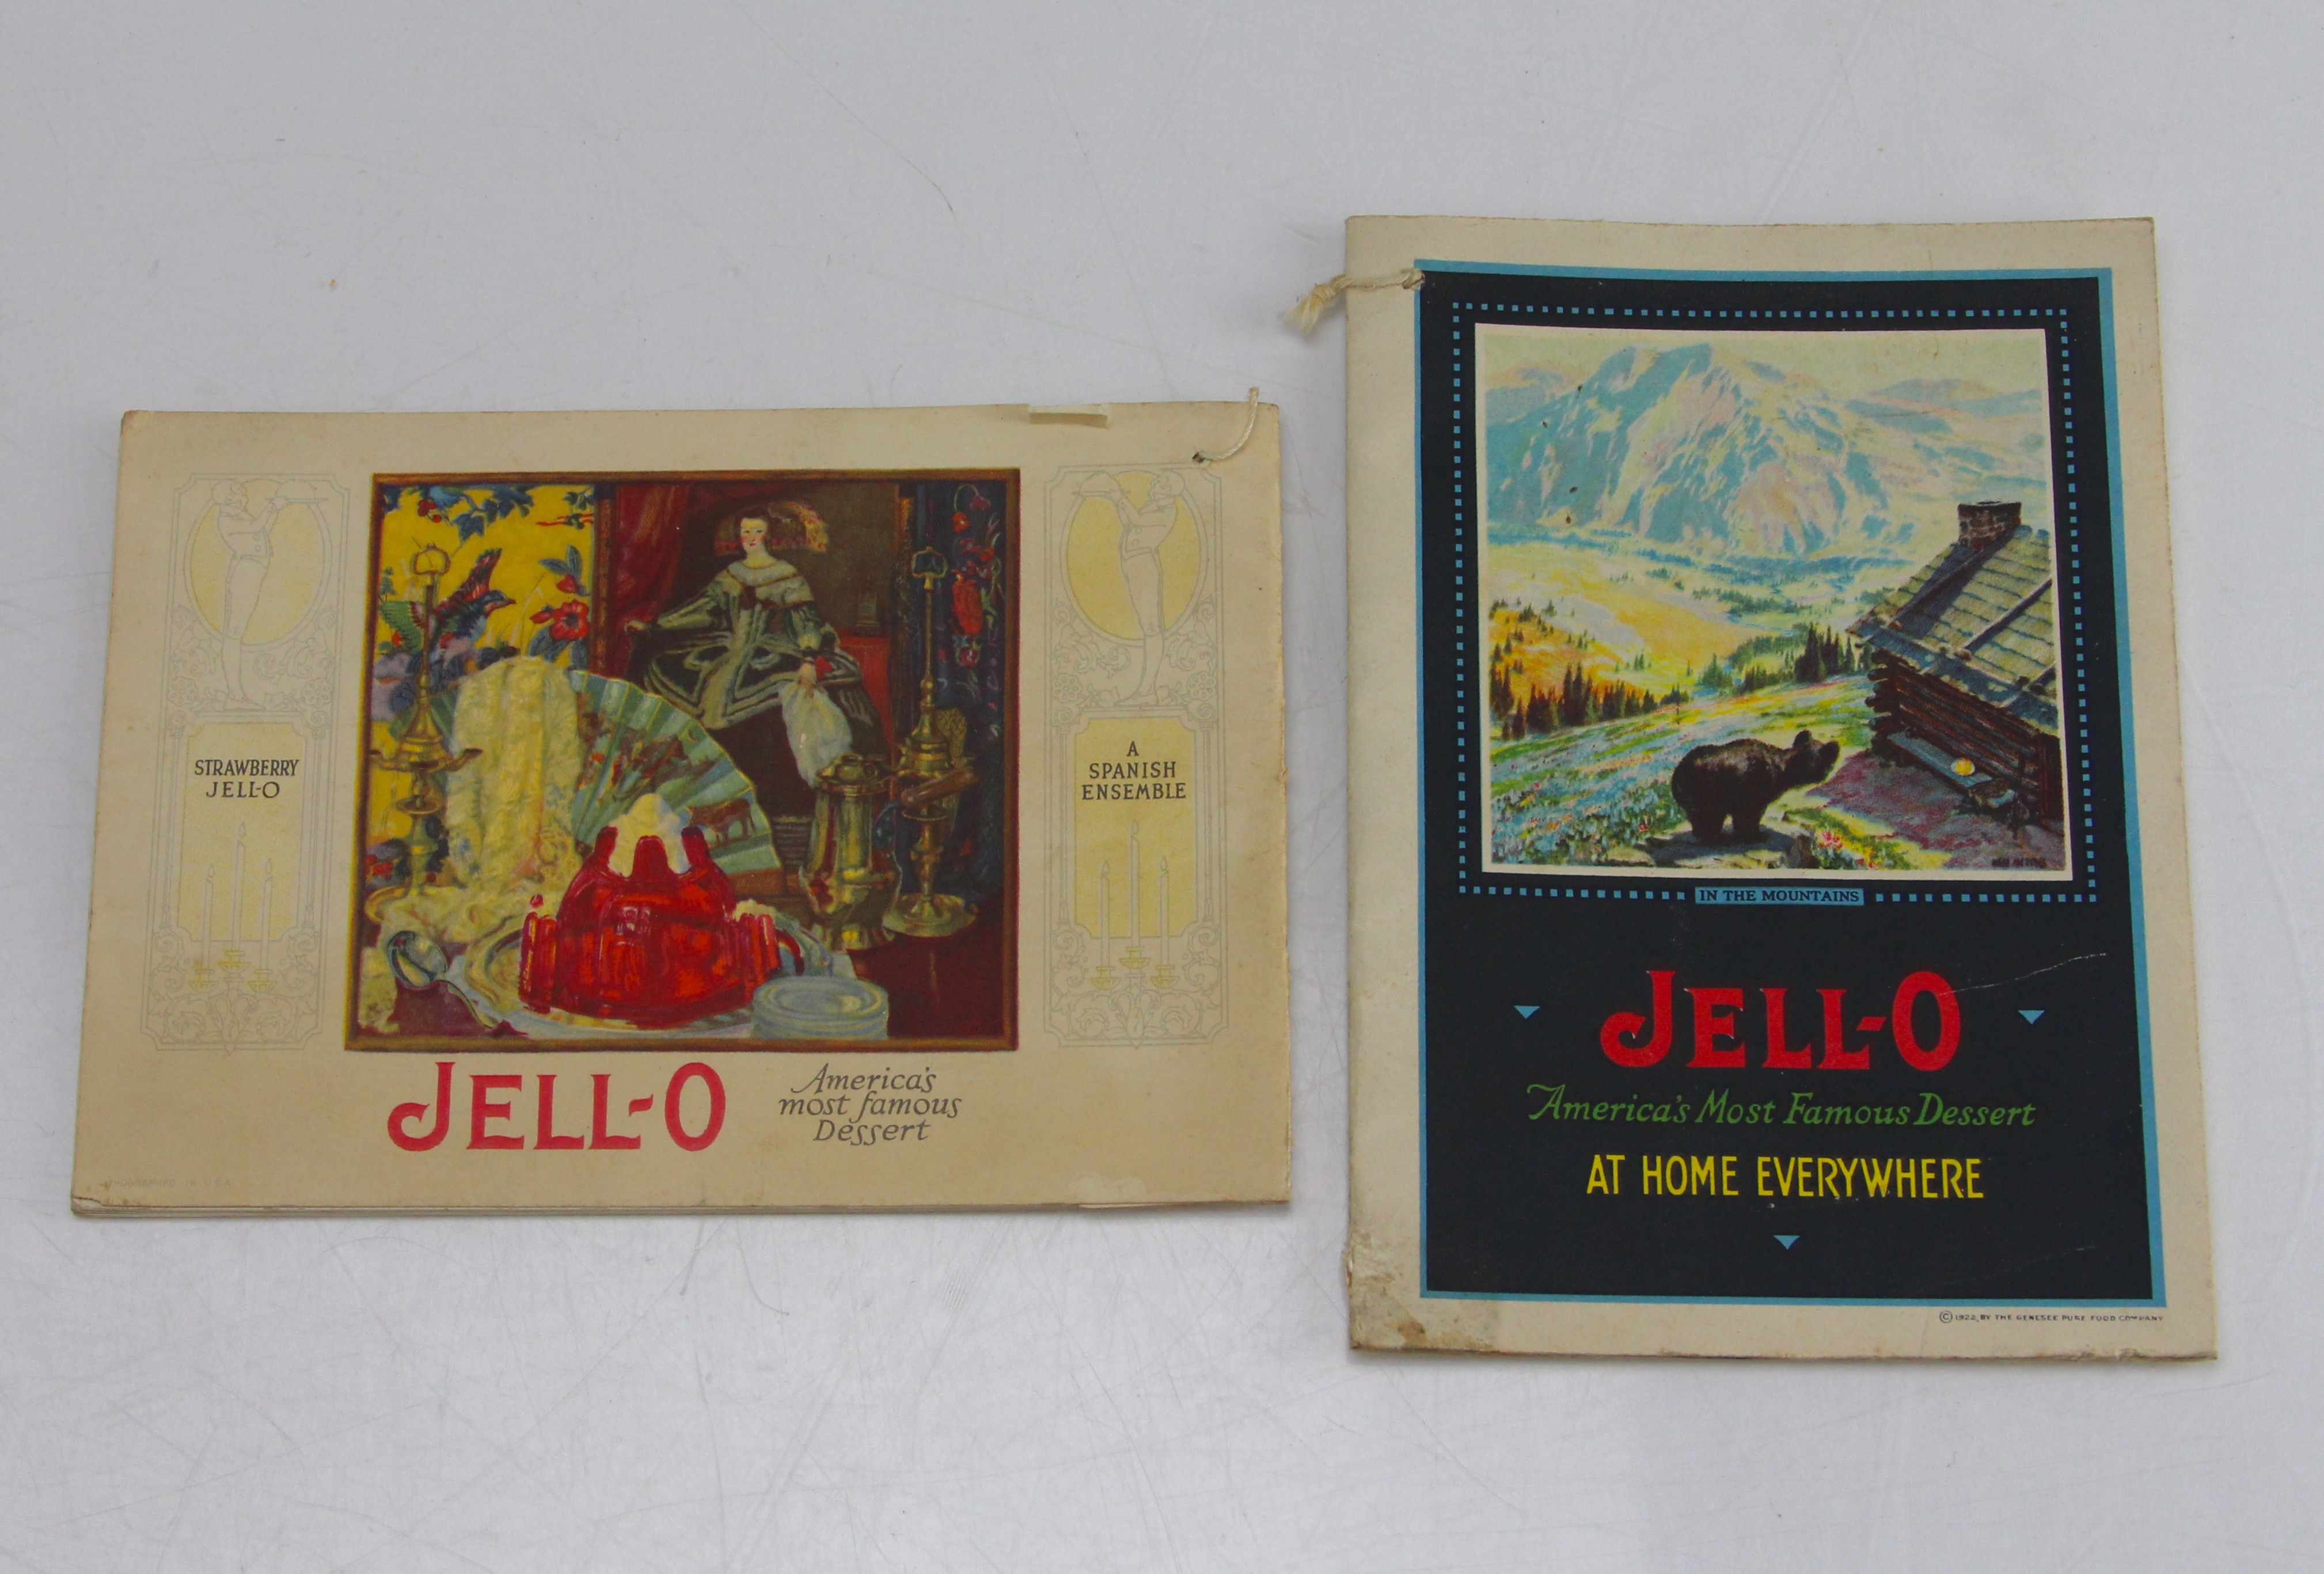 STRAWBERRY
JELL-O
A
SPANISH
ENSEMBLE
JELL-O
America's
most famous
Dessert
IN THE MOUNTAINS
JELL-O
America's Most Famous Dessert
AT HOME EVERYWHERE
© 1922, BY THE GENESEE PURE FOOD COMPANY